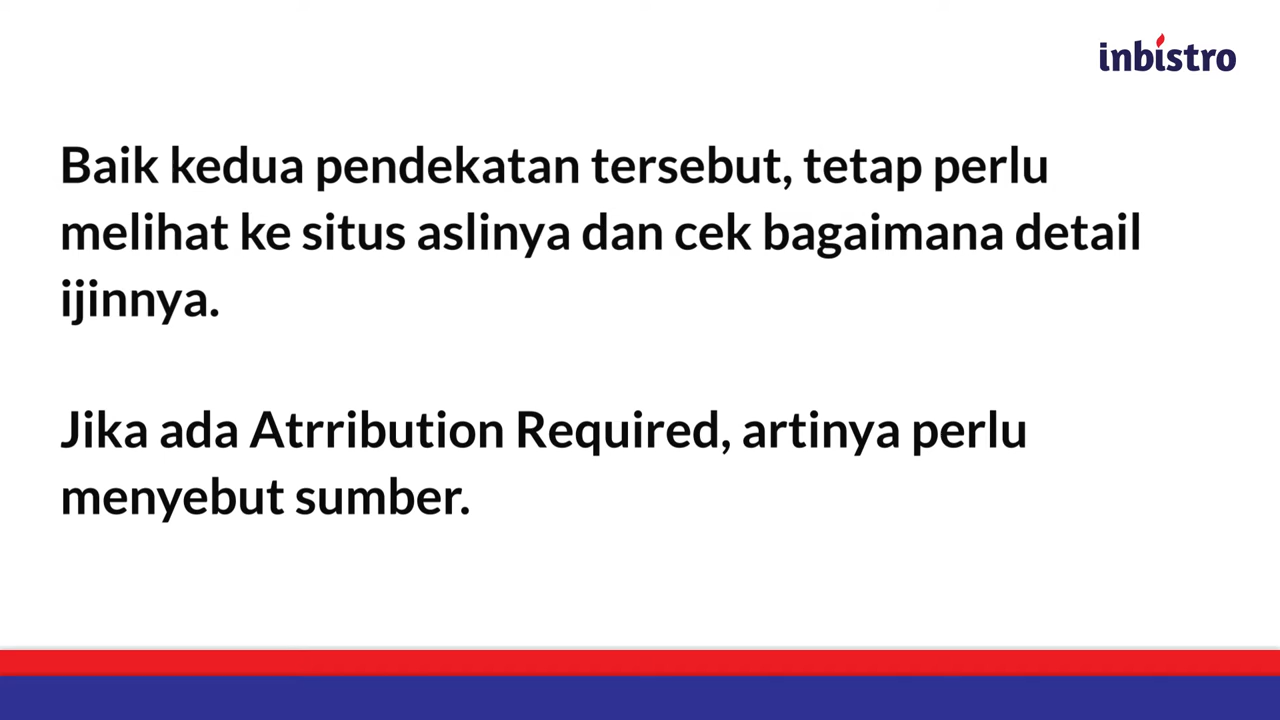 inbistro
Baik kedua pendekatan tersebut, tetap perlu
melihat ke situs aslinya dan cek bagaimana detail
ijinnya.
Jika ada Atrribution Required, artinya perlu
menyebut sumber.